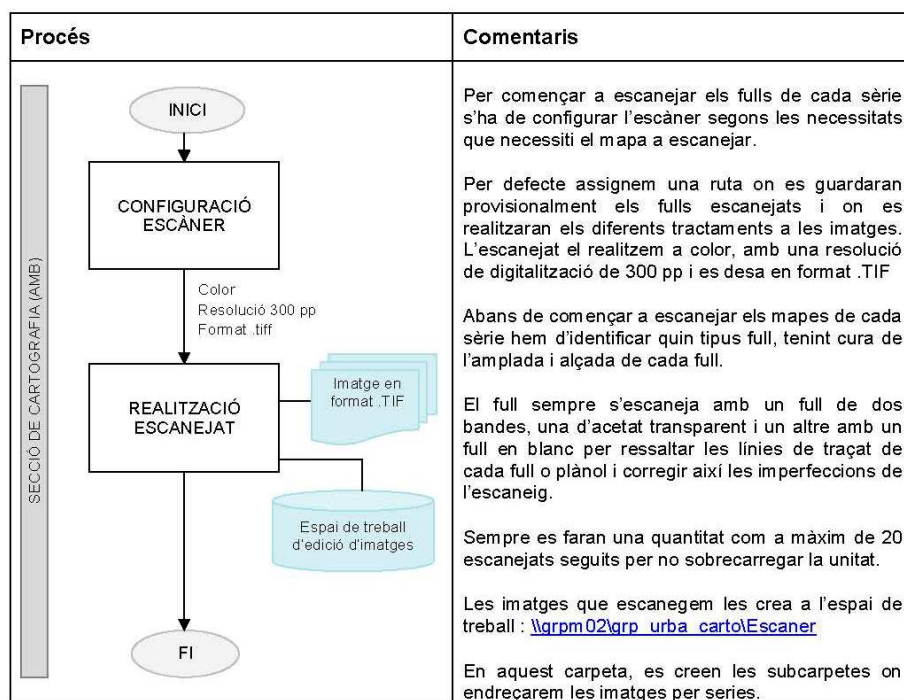 Procés
Comentaris
SECCIÓ DE CARTOGRAFIA (AMB)
INICI
CONFIGURACIÓ
ESCÀNER
Color
Resolució 300 pp
Format .tiff
REALITZACIÓ
ESCANEJAT
Imatge en
format .TIF
Espai de treball
d'edició d'imatges
FI
Per començar a escanejar els fulls de cada sèrie
s'ha de configurar l'escàner segons les necessitats
que necessiti el mapa a escanejar.
Per defecte assignem una ruta on es guardaran
provisionalment els fulls escanejats i on es
realitzaran els diferents tractaments a les imatges.
L'escanejat el realitzem a color, amb una resolució
de digitalització de 300 pp i es desa en format .TIF
Abans de començar a escanejar els mapes de cada
sèrie hem d'identificar quin tipus full, tenint cura de
l'amplada i alçada de cada full.
El full sempre s'escaneja amb un full de dos
bandes, una d'acetat transparent i un altre amb un
full en blanc per ressaltar les línies de traçat de
cada full o plànol i corregir així les imperfeccions de
l'escaneig.
Sempre es faran una quantitat com a màxim de 20
escanejats seguits per no sobrecarregar la unitat.
Les imatges que escanegem les crea a l'espai de
treball : \\grpm02\grp_urba_carto\Escaner
En aquest carpeta, es creen les subcarpetes on
endreçarem les imatges per series.